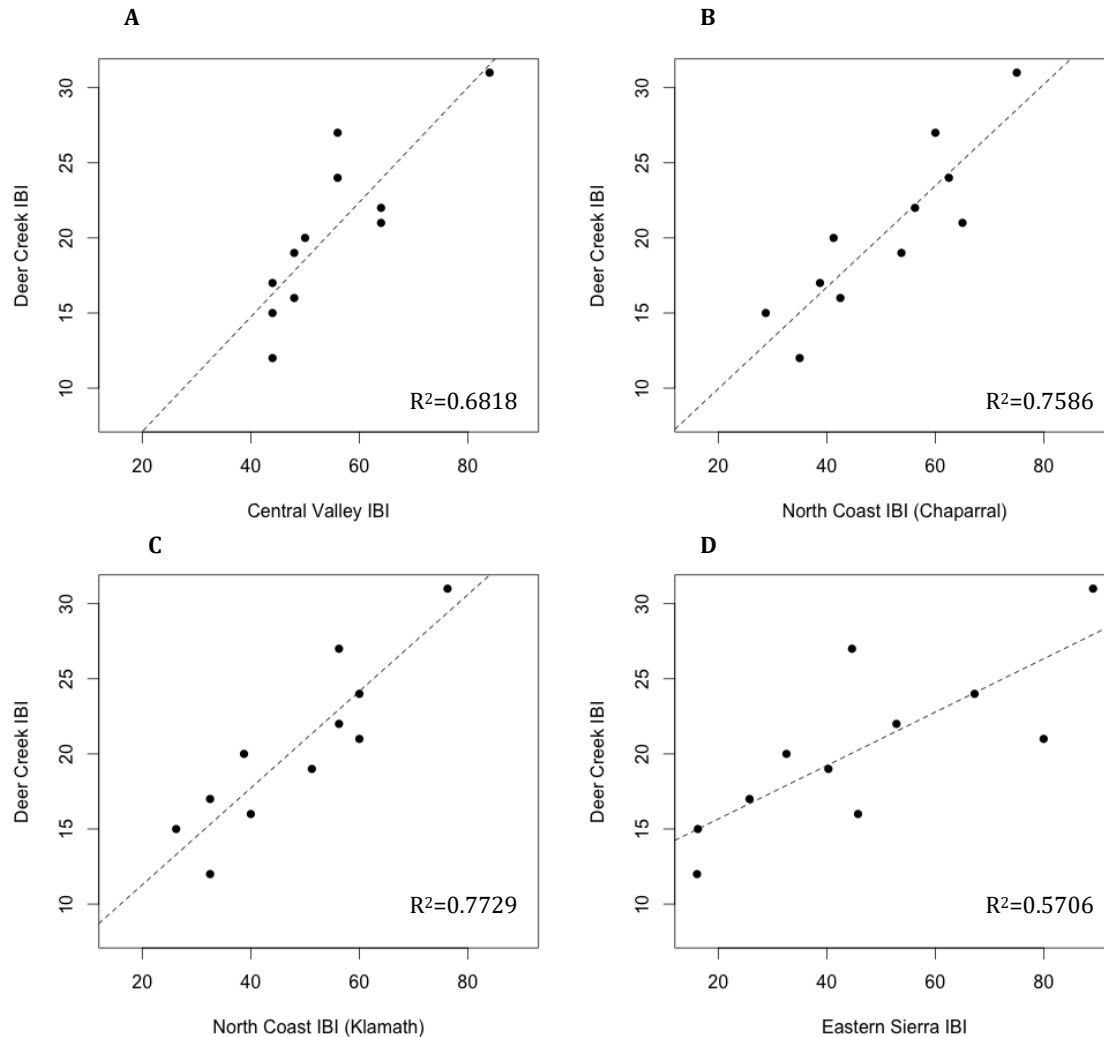 A
B
Deer Creek IBI
10 15 20 25 30
20 40 60 80
Central Valley IBI
R²=0.6818
Deer Creek IBI
10 15 20 25 30
20 40 60 80
North Coast IBI (Chaparral)
R²=0.7586
C
D
Deer Creek IBI
10 15 20 25 30
20 40 60 80
North Coast IBI (Klamath)
R²=0.7729
Deer Creek IBI
10 15 20 25 30
20 40 60 80
Eastern Sierra IBI
R²=0.5706